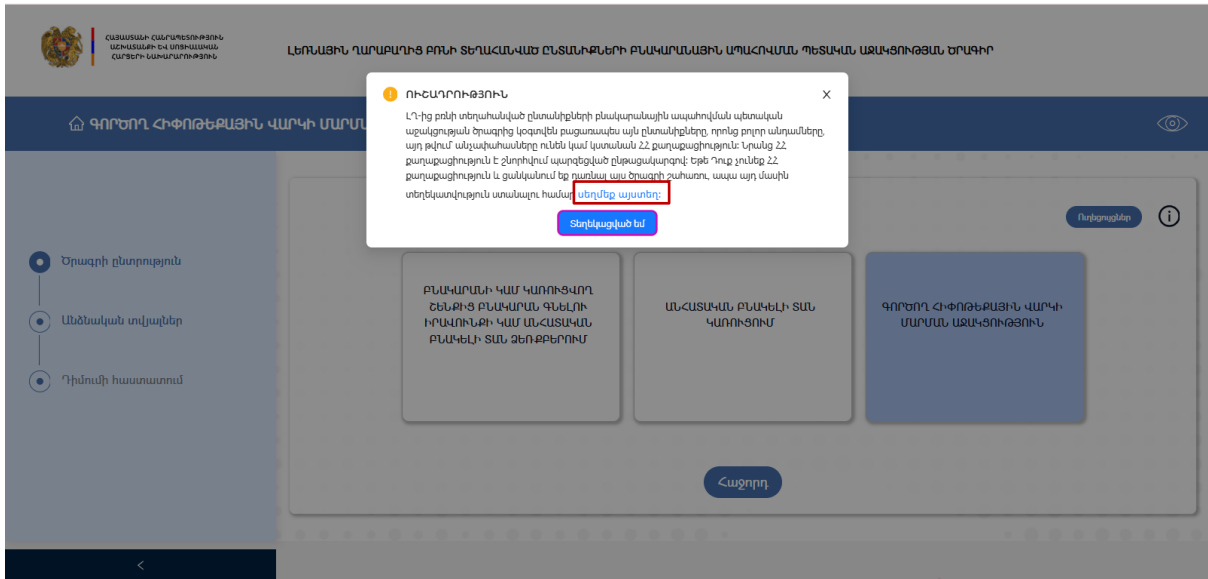 ՀԱՅԱՍՏԱՆԻ ՀԱՆՐԱՊԵՏՈՒԹՅՈՒՆ
ԱՇԽԱՏԱՆՔԻ ԵՎ ՍՈՑԻԱԼԱԿԱՆ
ՀԱՐՑԵՐԻ ՆԱԽԱՐԱՐՈՒԹՅՈՒՆ
ԼԵՌՆԱՅԻՆ ՂԱՐԱԲԱՂԻՑ ԲՌՆԻ ՏԵՂԱՀԱՆՎԱԾ ԸՆՏԱՆԻՔՆԵՐԻ ԲՆԱԿԱՐԱՆԱՅԻՆ ԱՊԱՀՈՎՄԱՆ ՊԵՏԱԿԱՆ ԱՋԱԿՑՈՒԹՅԱՆ ԾՐԱԳԻՐ
ԳՈՐԾՈՂ ՀԻՓՈԹԵՔԱՅԻՆ ՎԱՐԿԻ ՄԱՐՄ
ՈՒՇԱԴՐՈՒԹՅՈՒՆ
X
ԼՂ-ից բռնի տեղահանված ընտանիքների բնակարանային ապահովման պետական
աջակցության ծրագրից կօգտվեն բացառապես այն ընտանիքները, որոնց բոլոր անդամները,
այդ թվում՝ անչափահասները ունեն կամ կստանան ՀՀ քաղաքացիություն: Նրանց ՀՀ
քաղաքացիություն է շնորհվում պարզեցված ընթացակարգով: Եթե Դուք չունեք ՀՀ
քաղաքացիություն և ցանկանում եք դառնալ այս ծրագրի շահառու, ապա այդ մասին
տեղեկատվություն ստանալու համար սեղմեք այստեղ:
Տեղեկացված եմ
Ուղեցույցներ
Ծրագրի ընտրություն
Անձնական տվյալներ
Դիմումի հաստատում
ԲՆԱԿԱՐԱՆԻ ԿԱՄ ԿԱՌՈՒՑՎՈՂ
ՇԵՆՔԻՑ ԲՆԱԿԱՐԱՆ ԳՆԵԼՈՒ
ԻՐԱՎՈՒՆՔԻ ԿԱՄ ԱՆՀԱՏԱԿԱՆ
ԲՆԱԿԵԼԻ ՏԱՆ ՁԵՌՔԲԵՐՈՒՄ
ԱՆՀԱՏԱԿԱՆ ԲՆԱԿԵԼԻ ՏԱՆ
ԿԱՌՈՒՑՈՒՄ
ԳՈՐԾՈՂ ՀԻՓՈԹԵՔԱՅԻՆ ՎԱՐԿԻ
ՄԱՐՄԱՆ ԱՋԱԿՑՈՒԹՅՈՒՆ
Հաջորդ